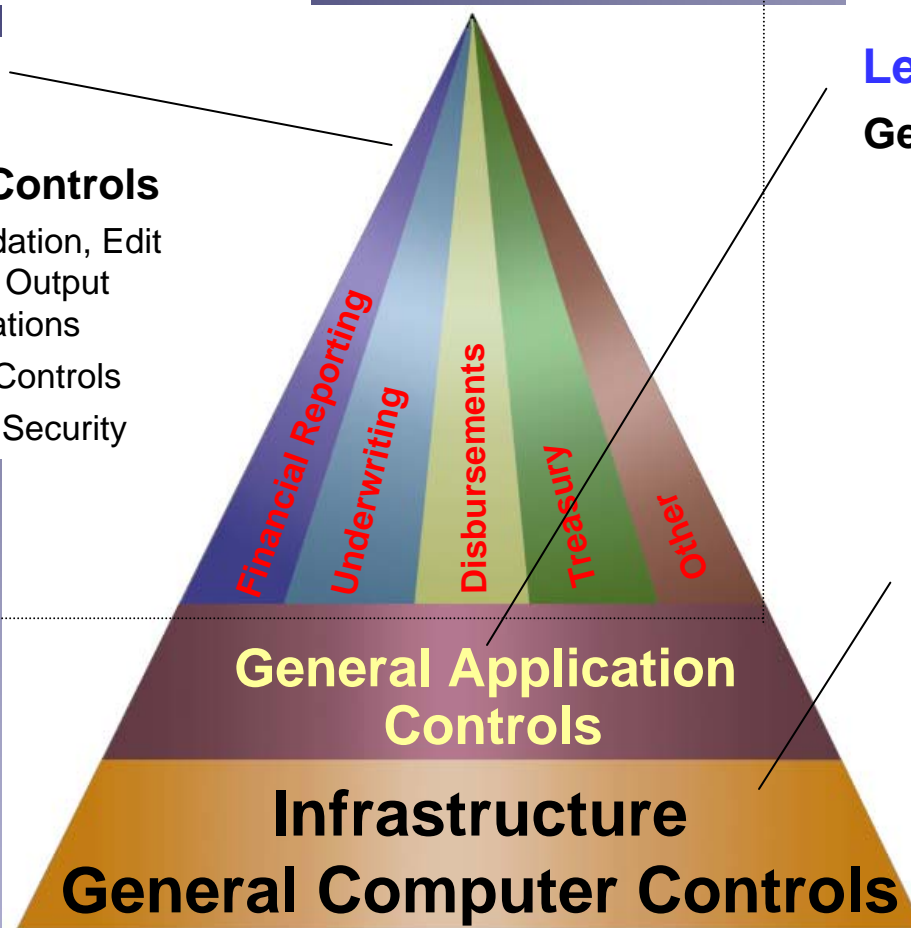 Controls
dation, Edit
Output
ations
Controls
Security
Le
Ge
Financial Reporting
Underwriting
Disbursements
Treasury
Other
General Application
Controls
Infrastructure
General Computer Controls